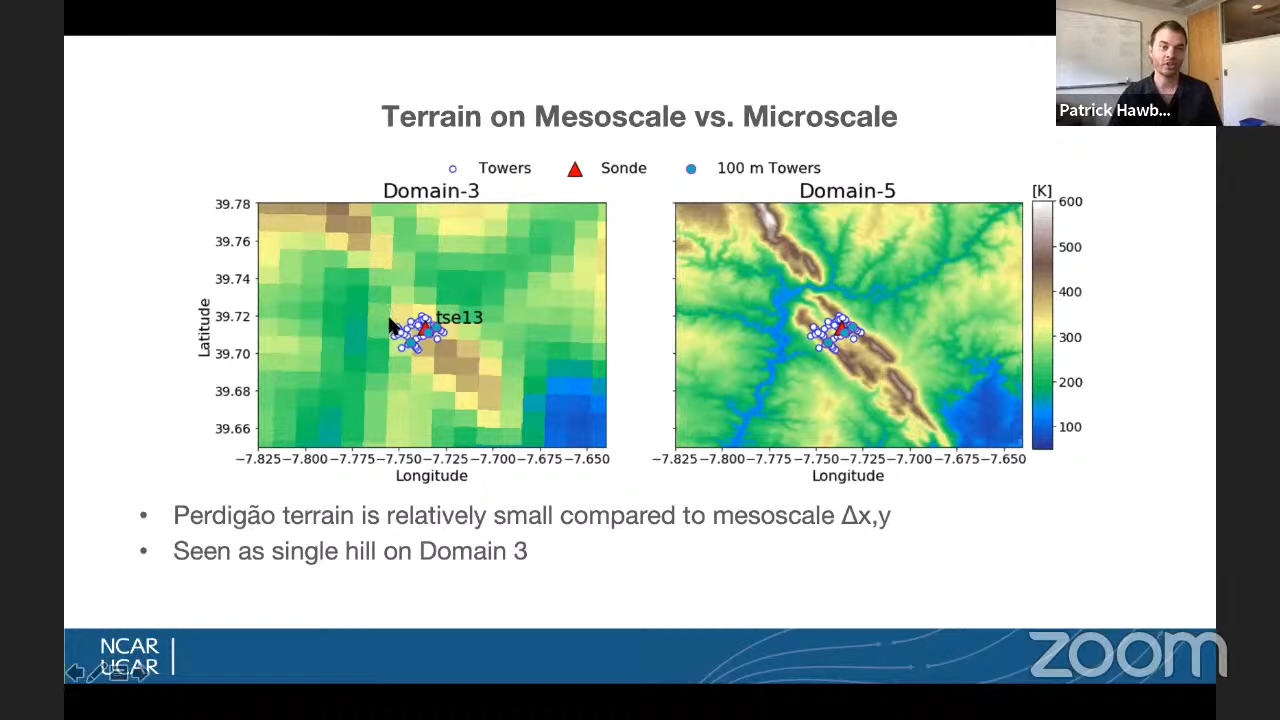 Patrick Hawb...
Terrain on Mesoscale vs. Microscale
Towers Sonde 100 m Towers
Domain-3 Domain-5
[K]
39.78
39.76
39.74
39.72
39.70
39.68
39.66
Latitude
tse13
600
500
400
300
200
100
−7.825 −7.800 −7.775 −7.750 −7.725 −7.700 −7.675 −7.650
Longitude
−7.825 −7.800 −7.775 −7.750 −7.725 −7.700 −7.675 −7.650
Longitude
• Perdigão terrain is relatively small compared to mesoscale Δx,y
• Seen as single hill on Domain 3
NCAR
UCAR
zoom